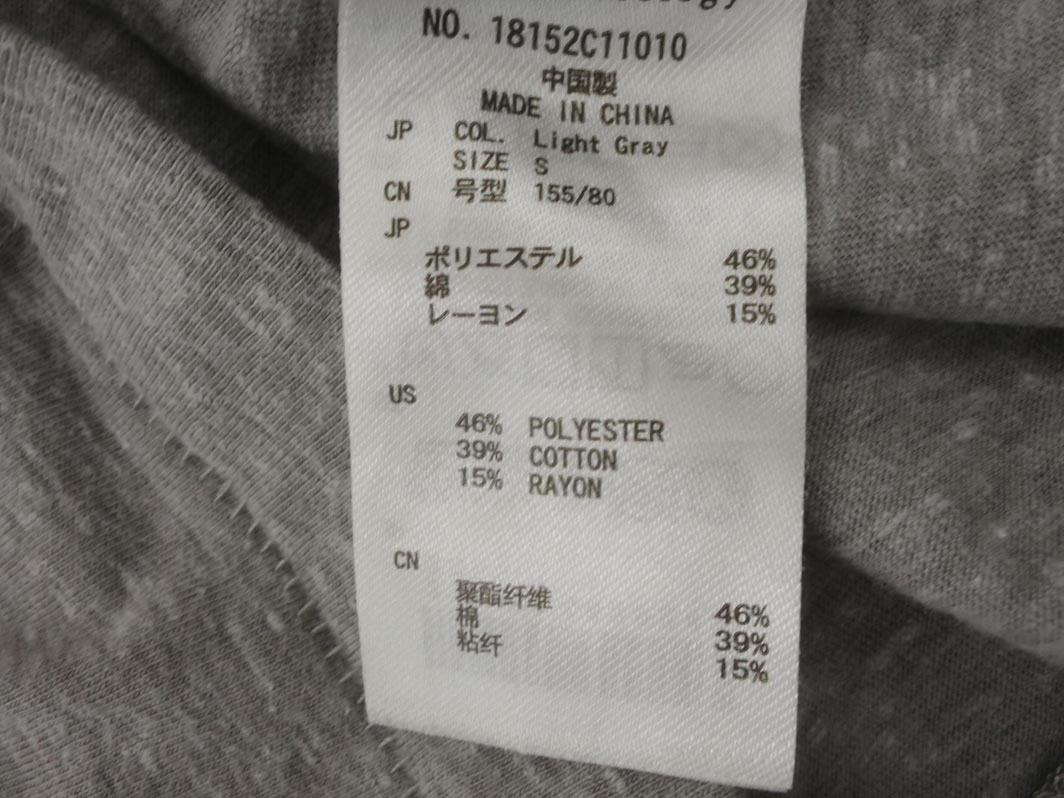 NO. 18152C11010
中国製
MADE IN CHINA
JP COL. Light Gray
SIZE S
CN 号型 155/80
JP
ポリエステル 46%
綿 39%
レーヨン 15%
US
46% POLYESTER
39% COTTON
15% RAYON
CN
聚酯纤维 46%
棉 39%
粘纤 15%